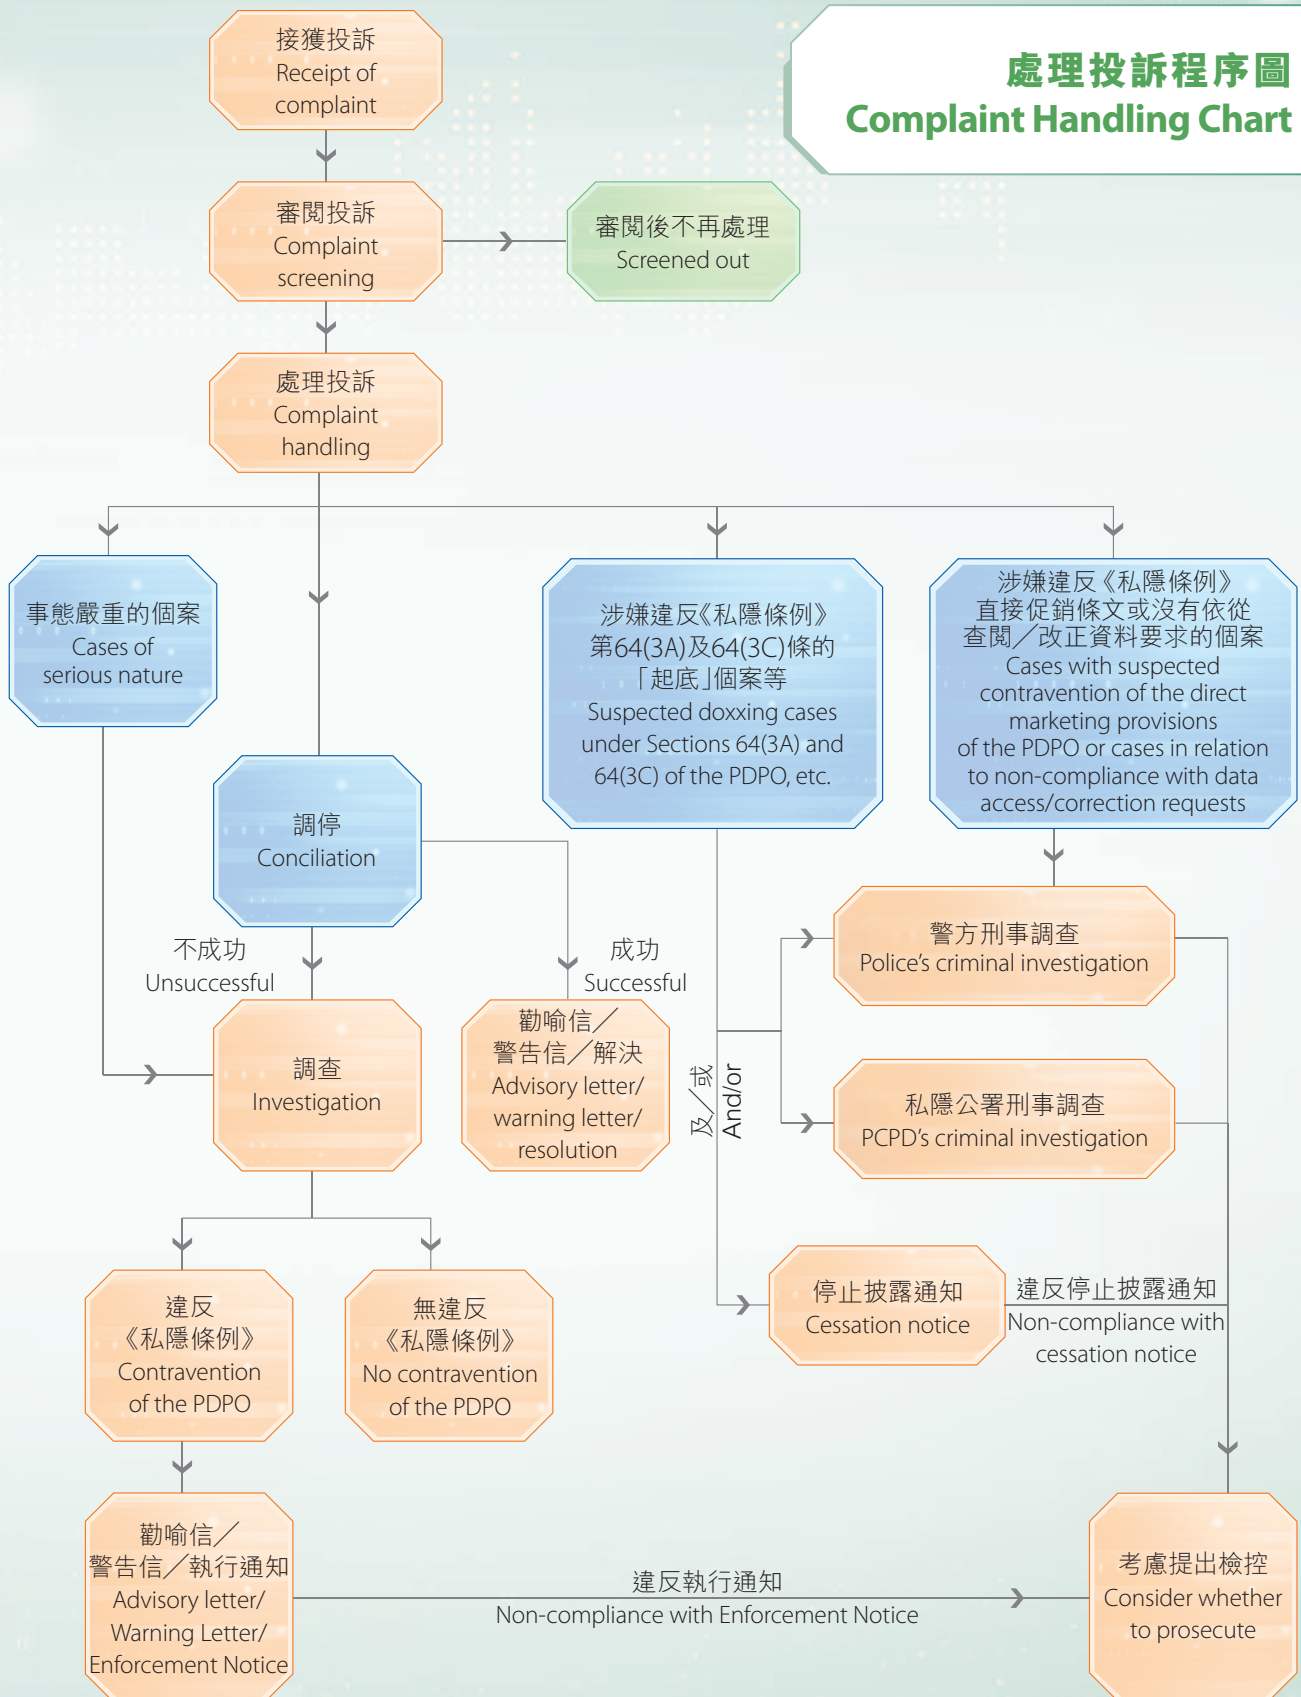 處理投訴程序圖
Complaint Handling Chart
接獲投訴
Receipt of
complaint
審閱投訴
Complaint
screening
審閱後不再處理
Screened out
處理投訴
Complaint
handling
事態嚴重的個案
Cases of
serious nature
涉嫌違反《私隱條例》
第64(3A)及64(3C)條的
「起底」個案等
Suspected doxxing cases
under Sections 64(3A) and
64(3C) of the PDPO, etc.
涉嫌違反《私隱條例》
直接促銷條文或沒有依從
查閱／改正資料要求的個案
Cases with suspected
contravention of the direct
marketing provisions
of the PDPO or cases in relation
to non-compliance with data
access/correction requests
調停
Conciliation
不成功
Unsuccessful
成功
Successful
警方刑事調查
Police's criminal investigation
調查
Investigation
勸喻信／
警告信／解決
Advisory letter/
warning letter/
resolution
及／或
And/or
私隱公署刑事調查
PCPD's criminal investigation
違反
《私隱條例》
Contravention
of the PDPO
無違反
《私隱條例》
No contravention
of the PDPO
停止披露通知
Cessation notice
違反停止披露通知
Non-compliance with
cessation notice
勸喻信／
警告信／執行通知
Advisory letter/
Warning Letter/
Enforcement Notice
違反執行通知
Non-compliance with Enforcement Notice
考慮提出檢控
Consider whether
to prosecute